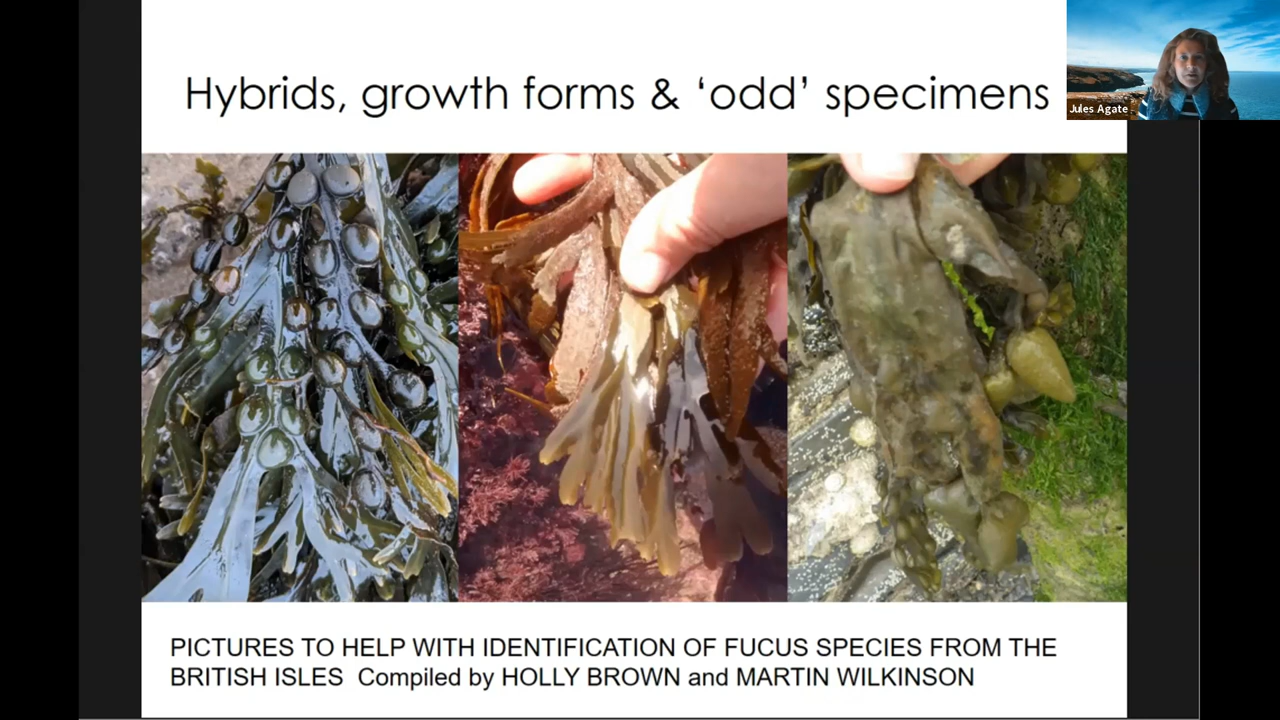 Hybrids, growth forms & ‘odd’ specimens
Jules Agate
PICTURES TO HELP WITH IDENTIFICATION OF FUCUS SPECIES FROM THE
BRITISH ISLES  Compiled by HOLLY BROWN and MARTIN WILKINSON